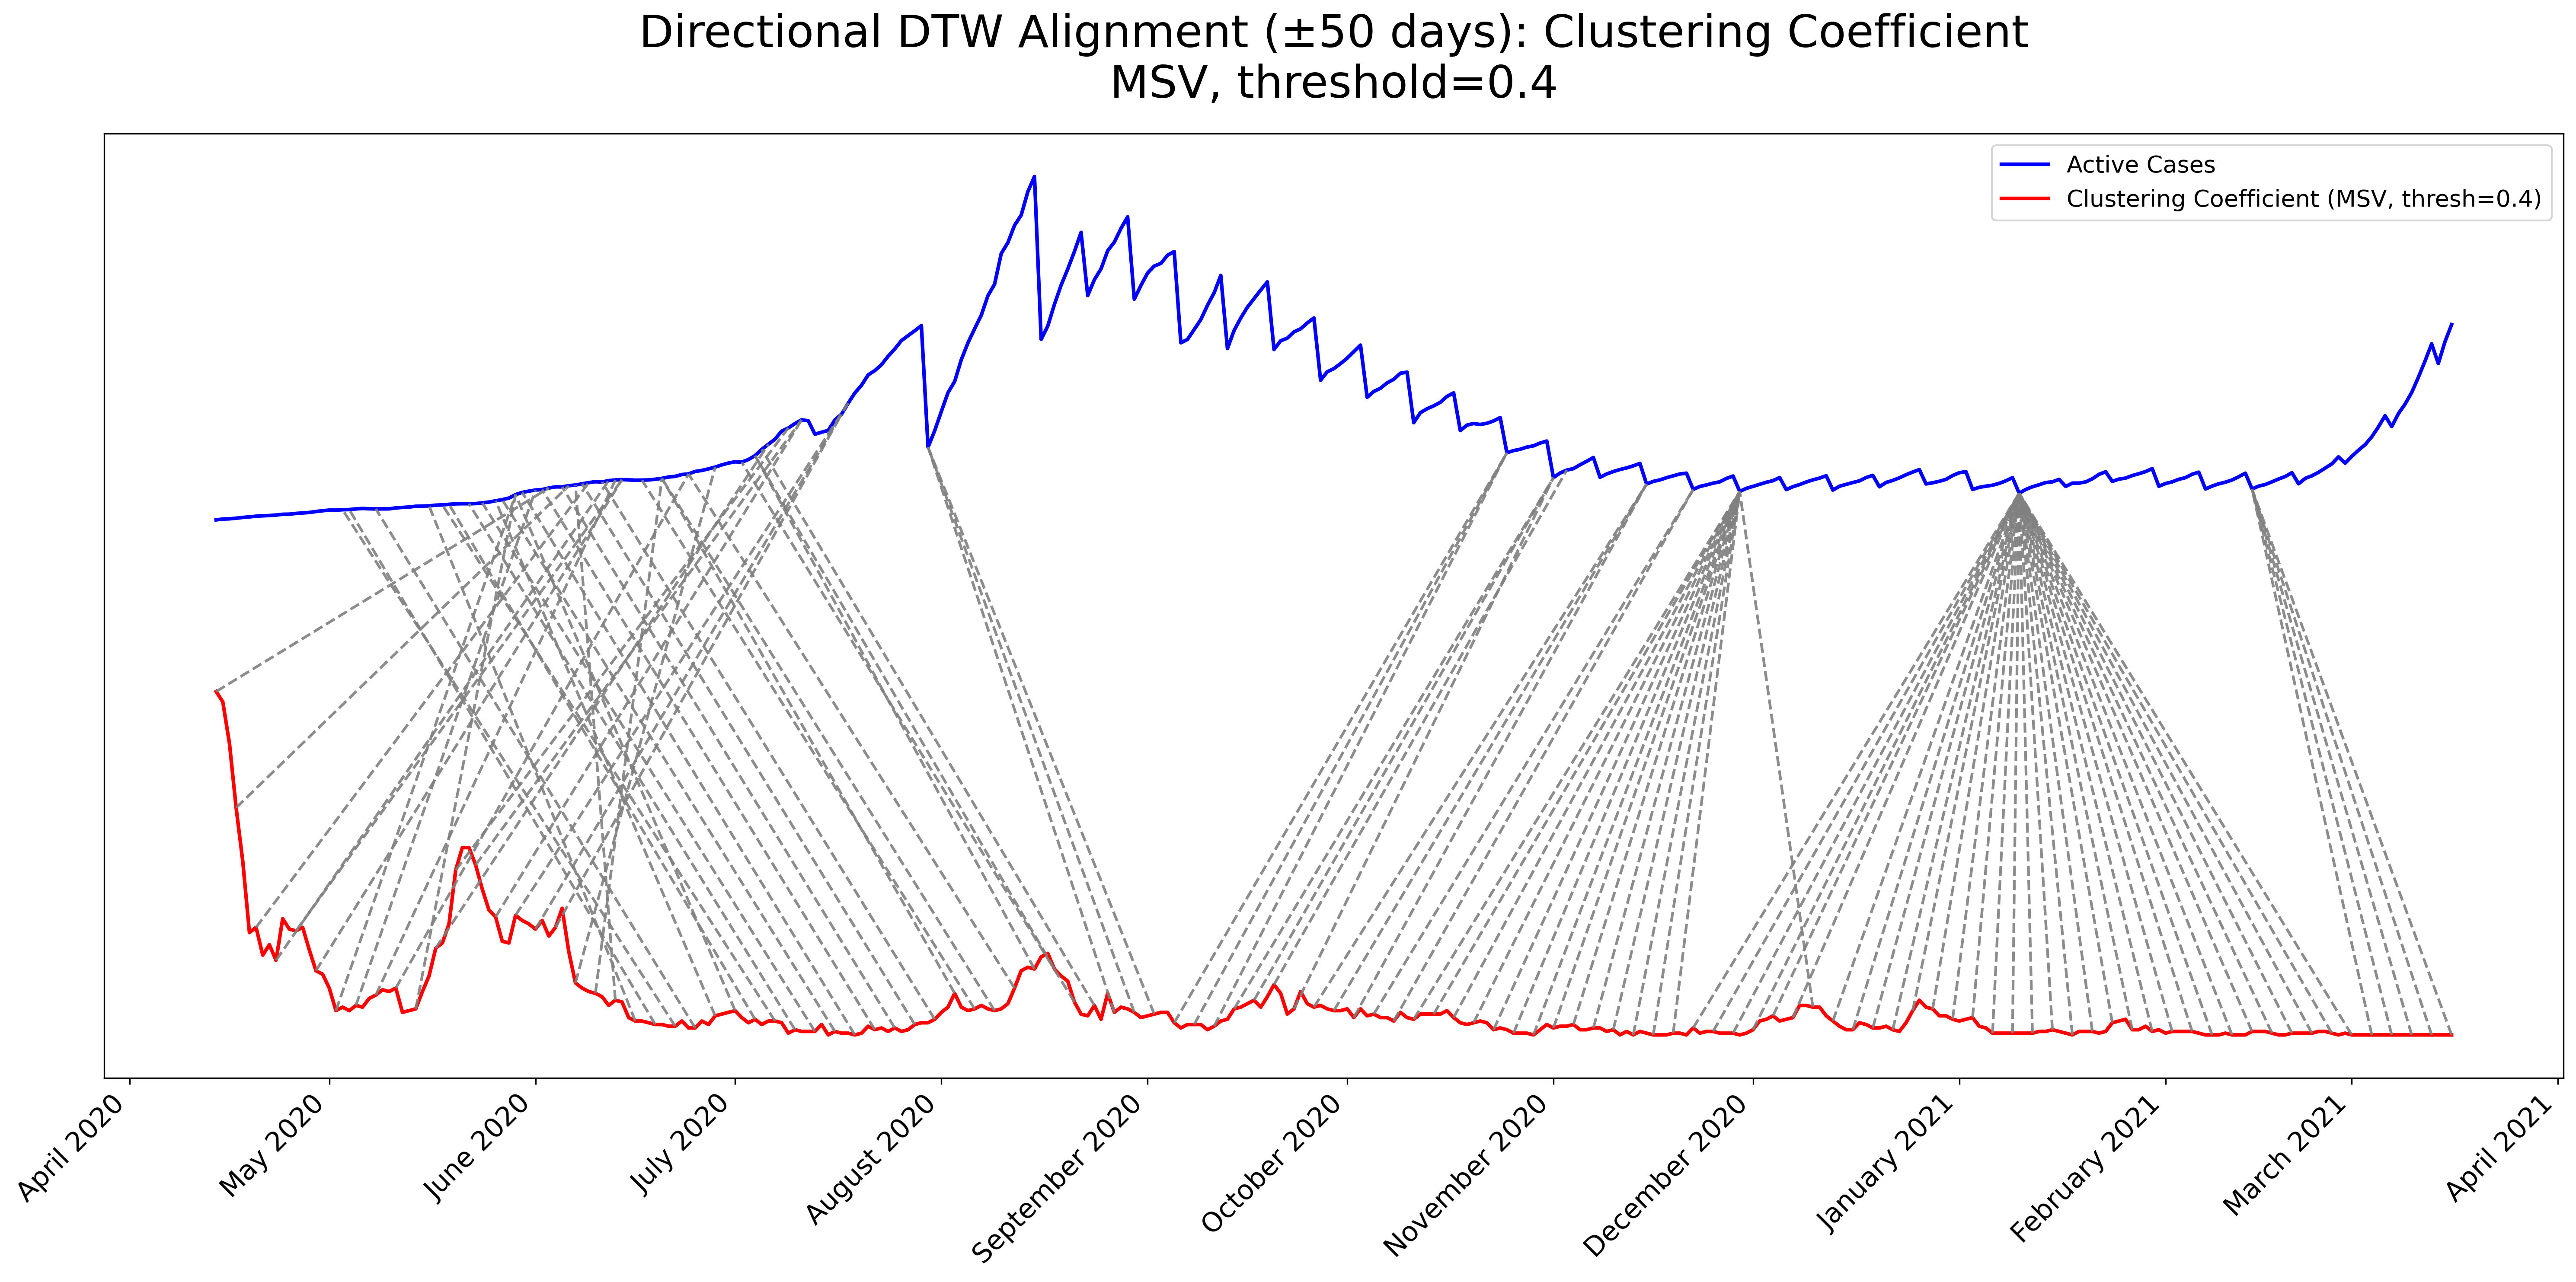 Directional DTW Alignment (±50 days): Clustering Coefficient
MSV, threshold=0.4
Active Cases
Clustering Coefficient (MSV, thresh=0.4)
April 2020
May 2020
June 2020
July 2020
August 2020
September 2020
October 2020
November 2020
December 2020
January 2021
February 2021
March 2021
April 2021